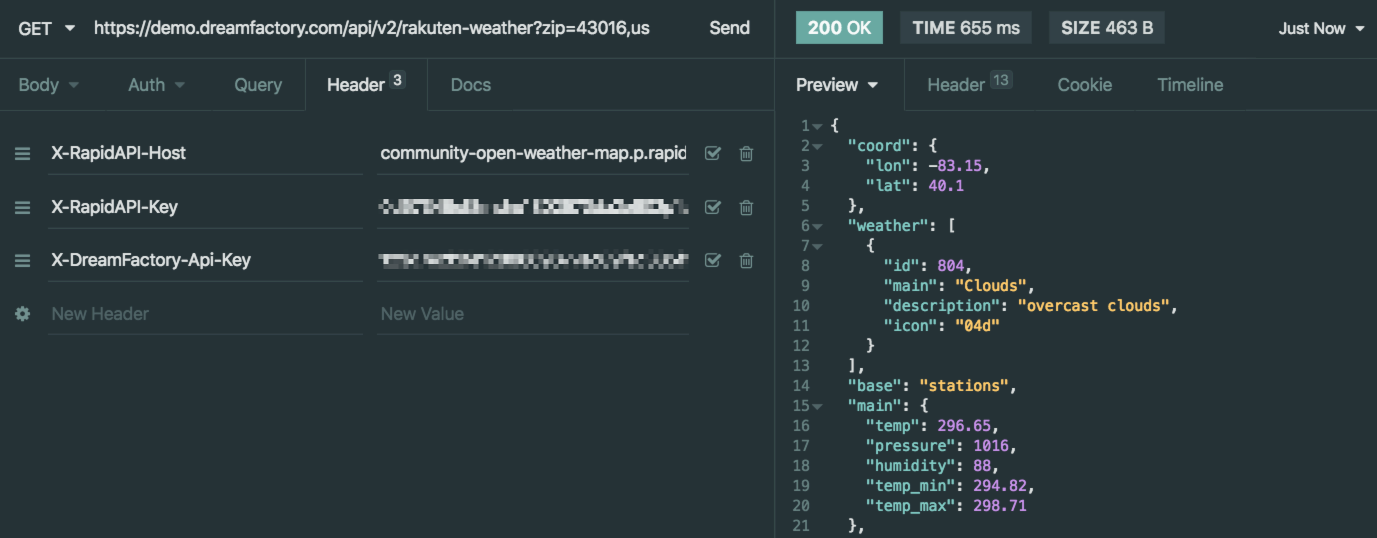 GET https://demo.dreamfactory.com/api/v2/rakuten-weather?zip=43016,us Send
Body Auth Query Header 3 Docs
X-RapidAPI-Host community-open-weather-map.p.rapid
X-RapidAPI-Key
X-DreamFactory-Api-Key
New Header New Value
200 OK TIME 655 ms SIZE 463 B Just Now
Preview Header 13 Cookie Timeline
1 {
2 "coord": {
3 "lon": -83.15,
4 "lat": 40.1
5 },
6 "weather": [
7 {
8 "id": 804,
9 "main": "Clouds",
10 "description": "overcast clouds",
11 "icon": "04d"
12 }
13 ],
14 "base": "stations",
15 "main": {
16 "temp": 296.65,
17 "pressure": 1016,
18 "humidity": 88,
19 "temp_min": 294.82,
20 "temp_max": 298.71
21 },